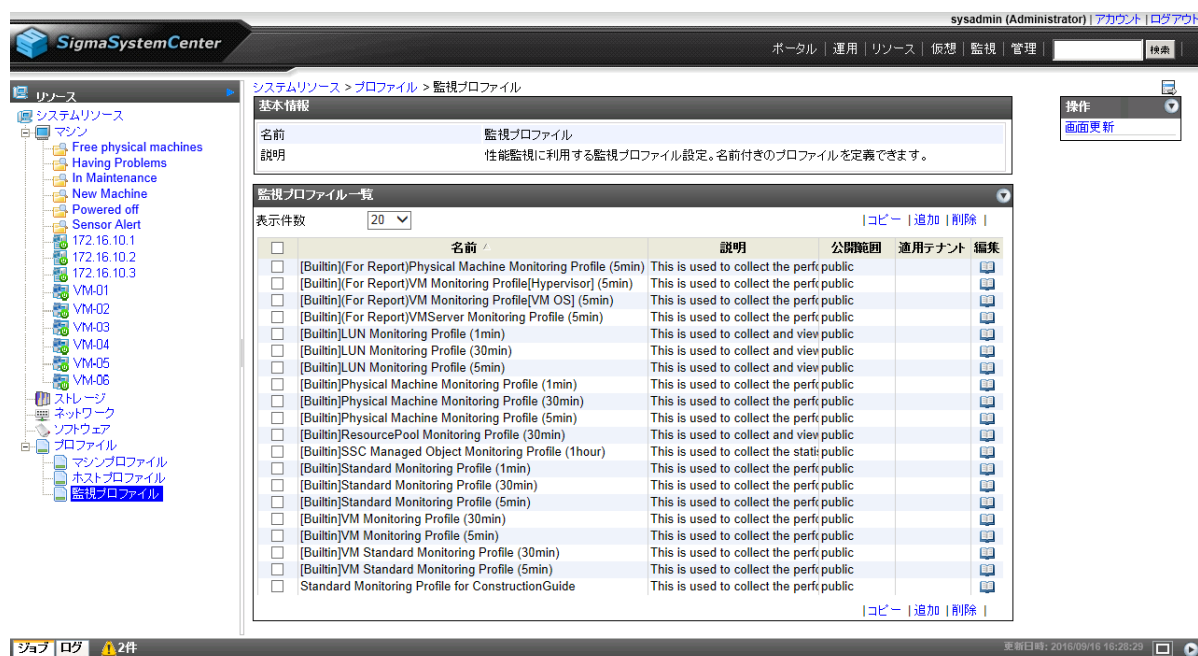 sysadmin (Administrator) | アカウント | ログアウト
SigmaSystemCenter
ポータル | 運用 | リソース | 仮想 | 監視 | 管理 | 検索
リソース
システムリソース
マシン
Free physical machines
Having Problems
In Maintenance
New Machine
Powered off
Sensor Alert
172.16.10.1
172.16.10.2
172.16.10.3
VM-01
VM-02
VM-03
VM-04
VM-05
VM-06
ストレージ
ネットワーク
ソフトウェア
プロファイル
マシンプロファイル
ホストプロファイル
監視プロファイル
システムリソース > プロファイル > 監視プロファイル
基本情報
名前 監視プロファイル
説明 性能監視に利用する監視プロファイル設定。名前付きのプロファイルを定義できます。
監視プロファイル一覧
表示件数 20 | コピー | 追加 | 削除 |
名前 説明 公開範囲 適用テナント 編集
[Builtin](For Report)Physical Machine Monitoring Profile (5min) This is used to collect the perfo public
[Builtin](For Report)VM Monitoring Profile[Hypervisor] (5min) This is used to collect the perfo public
[Builtin](For Report)VM Monitoring Profile[VM OS] (5min) This is used to collect the perfo public
[Builtin](For Report)VMServer Monitoring Profile (5min) This is used to collect the perfo public
[Builtin]LUN Monitoring Profile (1min) This is used to collect and view public
[Builtin]LUN Monitoring Profile (30min) This is used to collect and view public
[Builtin]LUN Monitoring Profile (5min) This is used to collect and view public
[Builtin]Physical Machine Monitoring Profile (1min) This is used to collect the perfo public
[Builtin]Physical Machine Monitoring Profile (30min) This is used to collect the perfo public
[Builtin]Physical Machine Monitoring Profile (5min) This is used to collect the perfo public
[Builtin]ResourcePool Monitoring Profile (30min) This is used to collect and view public
[Builtin]SSC Managed Object Monitoring Profile (1hour) This is used to collect the statis public
[Builtin]Standard Monitoring Profile (1min) This is used to collect the perfo public
[Builtin]Standard Monitoring Profile (30min) This is used to collect the perfo public
[Builtin]Standard Monitoring Profile (5min) This is used to collect the perfo public
[Builtin]VM Monitoring Profile (30min) This is used to collect the perfo public
[Builtin]VM Monitoring Profile (5min) This is used to collect the perfo public
[Builtin]VM Standard Monitoring Profile (30min) This is used to collect the perfo public
[Builtin]VM Standard Monitoring Profile (5min) This is used to collect the perfo public
Standard Monitoring Profile for ConstructionGuide This is used to collect the perfo public
| コピー | 追加 | 削除 |
操作
画面更新
ジョブ ログ 2件
更新日時: 2016/09/16 16:28:29